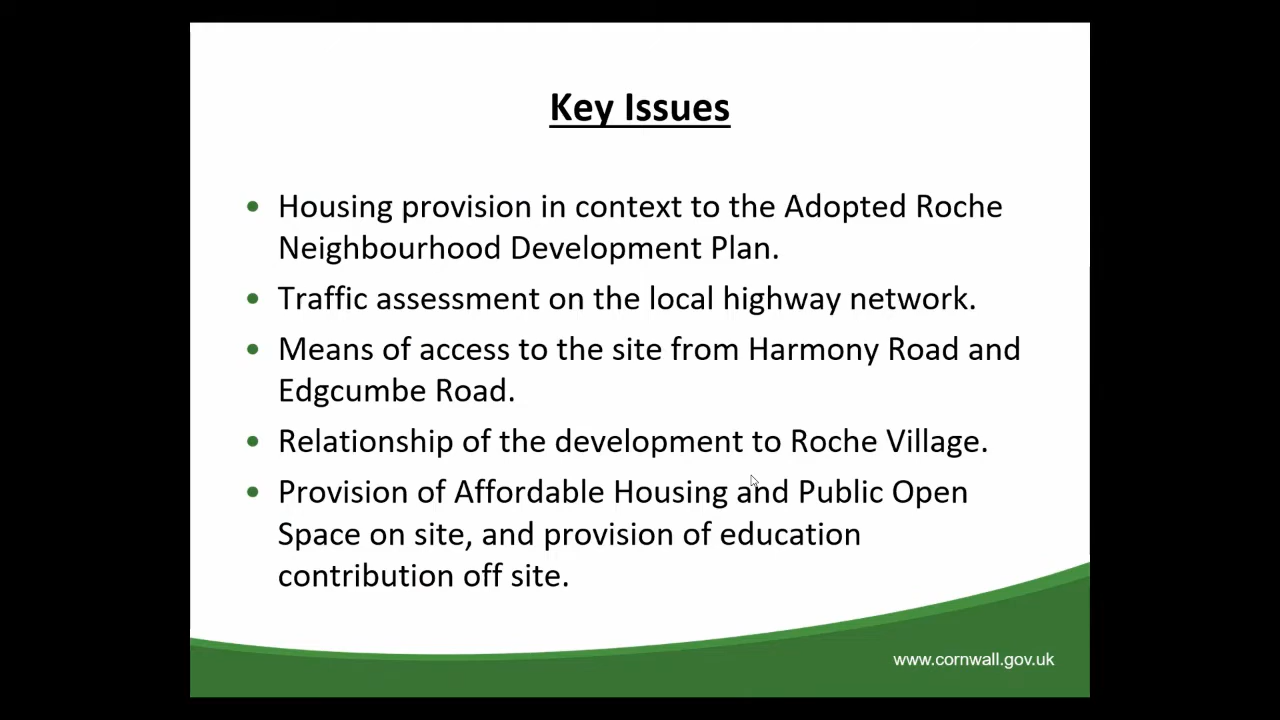 Key Issues
• Housing provision in context to the Adopted Roche
Neighbourhood Development Plan.
• Traffic assessment on the local highway network.
• Means of access to the site from Harmony Road and
Edgcumbe Road.
• Relationship of the development to Roche Village.
• Provision of Affordable Housing and Public Open
Space on site, and provision of education
contribution off site.
www.cornwall.gov.uk